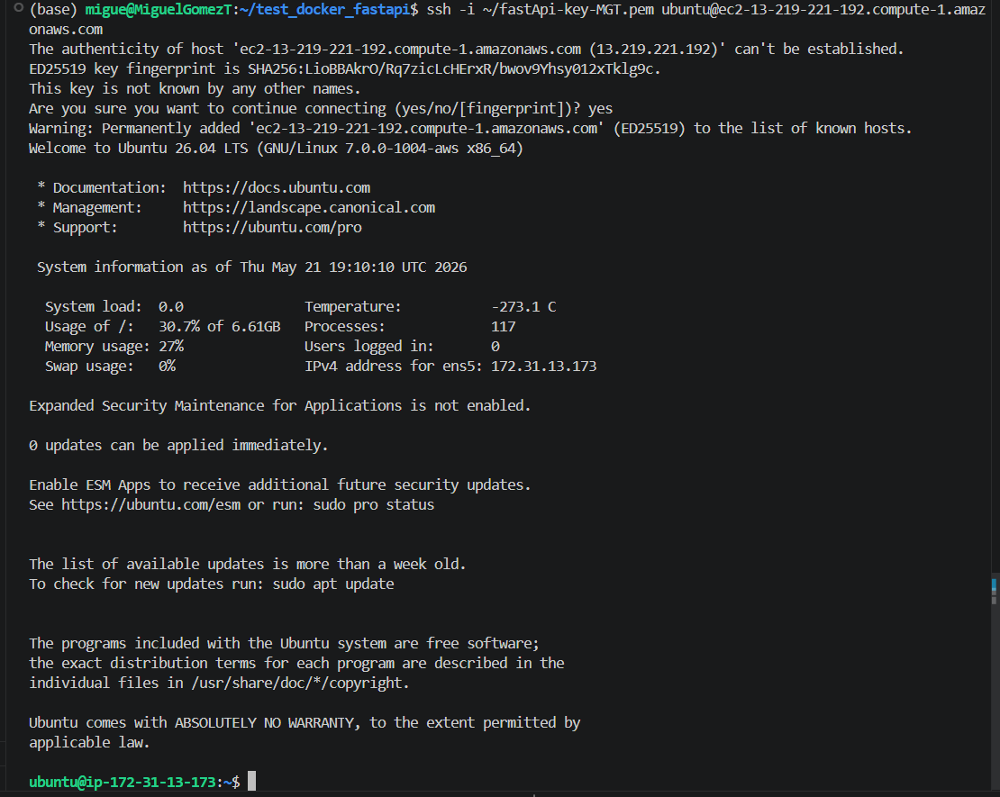 (base) migue@MiguelGomezT:~/test_docker_fastapi$ ssh -i ~/fastApi-key-MGT.pem ubuntu@ec2-13-219-221-192.compute-1.amaz
onaws.com
The authenticity of host 'ec2-13-219-221-192.compute-1.amazonaws.com (13.219.221.192)' can't be established.
ED25519 key fingerprint is SHA256:LioBBAkrO/Rq7zicLcHErxR/bwov9Yhsy012xTklg9c.
This key is not known by any other names.
Are you sure you want to continue connecting (yes/no/[fingerprint])? yes
Warning: Permanently added 'ec2-13-219-221-192.compute-1.amazonaws.com' (ED25519) to the list of known hosts.
Welcome to Ubuntu 26.04 LTS (GNU/Linux 7.0.0-1004-aws x86_64)

 * Documentation:  https://docs.ubuntu.com
 * Management:     https://landscape.canonical.com
 * Support:        https://ubuntu.com/pro

 System information as of Thu May 21 19:10:10 UTC 2026

  System load:  0.0                Temperature:           -273.1 C
  Usage of /:   30.7% of 6.61GB   Processes:             117
  Memory usage: 27%               Users logged in:       0
  Swap usage:   0%                IPv4 address for ens5: 172.31.13.173

Expanded Security Maintenance for Applications is not enabled.

0 updates can be applied immediately.

Enable ESM Apps to receive additional future security updates.
See https://ubuntu.com/esm or run: sudo pro status

The list of available updates is more than a week old.
To check for new updates run: sudo apt update

The programs included with the Ubuntu system are free software;
the exact distribution terms for each program are described in the
individual files in /usr/share/doc/*/copyright.

Ubuntu comes with ABSOLUTELY NO WARRANTY, to the extent permitted by
applicable law.

ubuntu@ip-172-31-13-173:~$